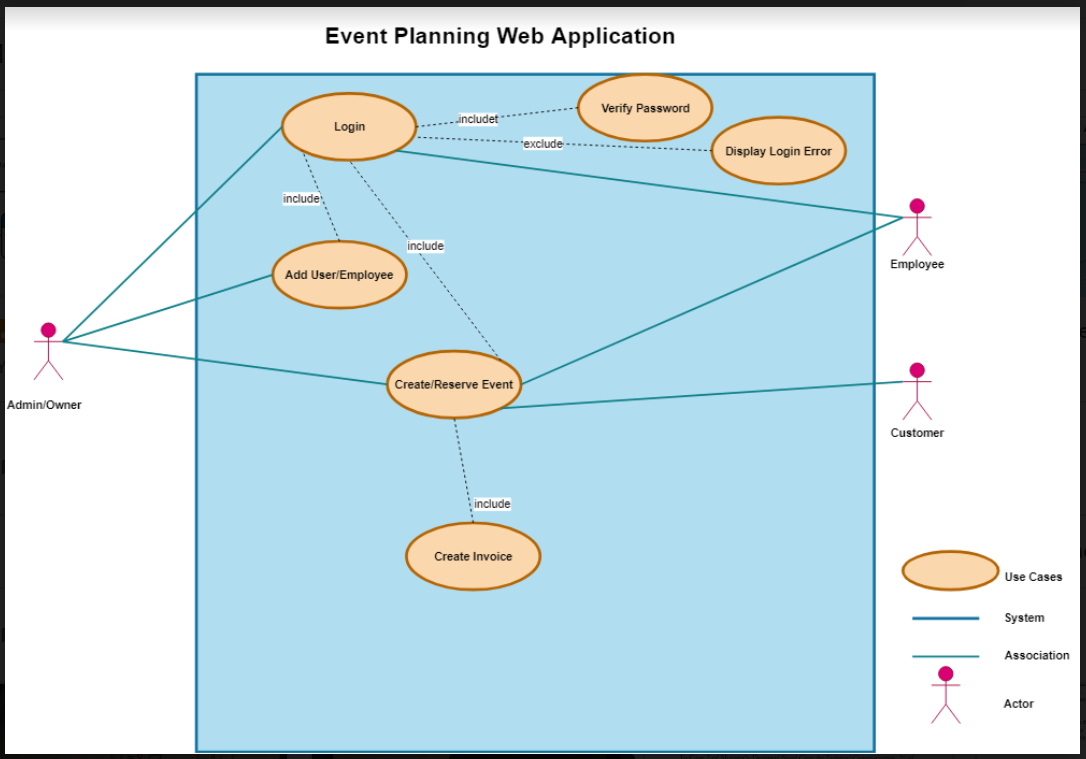 Event Planning Web Application
Verify Password
Login
includet
exclude
Display Login Error
include
include
Employee
Add User/Employee
Create/Reserve Event
Admin/Owner
Customer
include
Create Invoice
Use Cases
System
Association
Actor